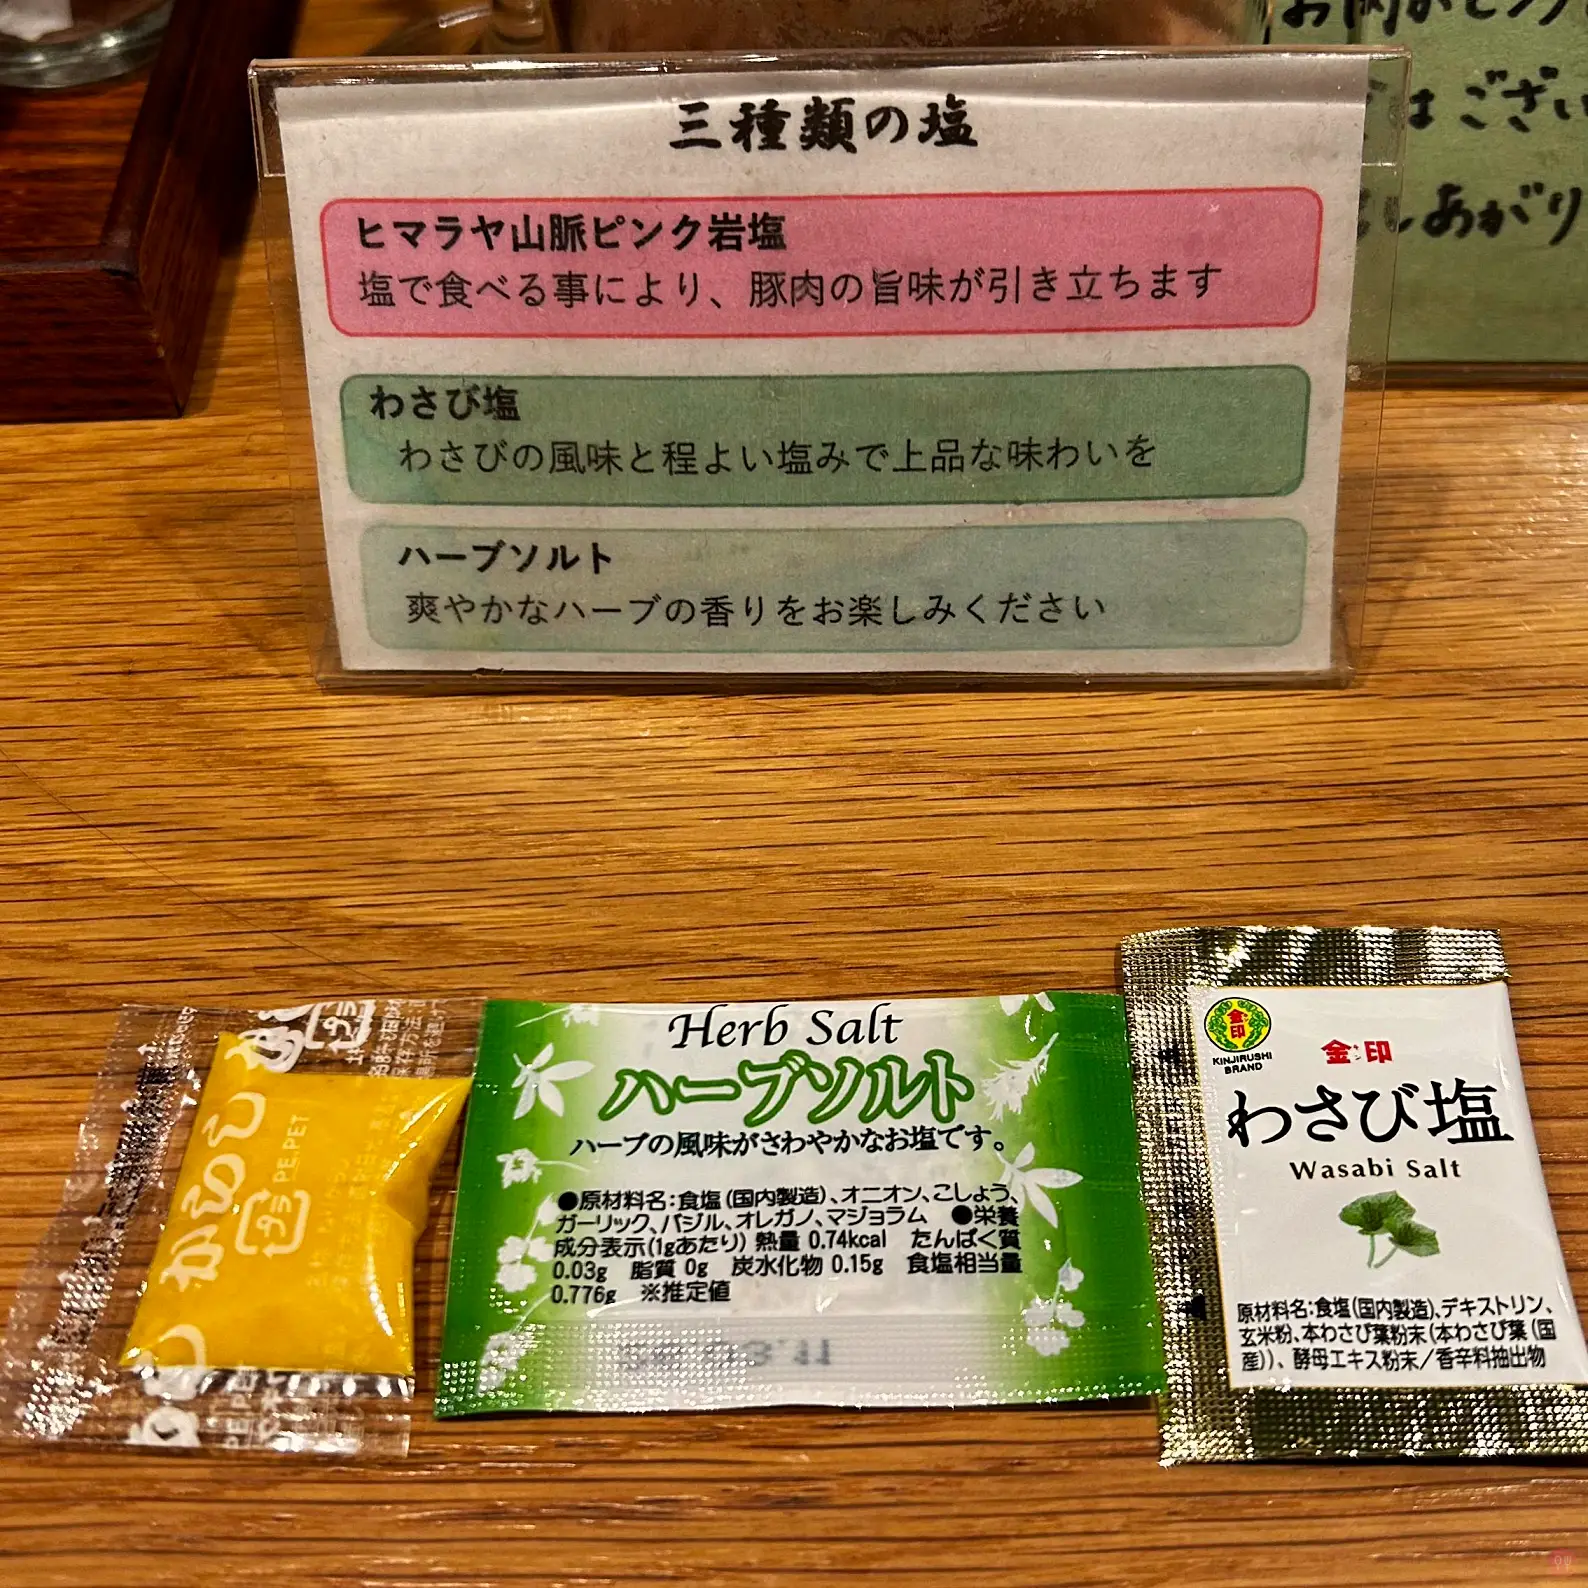 三種類の塩
ヒマラヤ山脈ピンク岩塩
塩で食べる事により、豚肉の旨味が引き立ちます
わさび塩
わさびの風味と程よい塩みで上品な味わいを
ハーブソルト
爽やかなハーブの香りをお楽しみください
はござい
しあがり
からし
PE,PET
プラ
Herb Salt
ハーブソルト
ハーブの風味がさわやかなお塩です。
●原材料名:食塩(国内製造)、オニオン、こしょう、
ガーリック、バジル、オレガノ、マジョラム ●栄養
成分表示(1gあたり) 熱量 0.74kcal たんぱく質
0.03g 脂質 0g 炭水化物 0.15g 食塩相当量
0.776g ※推定値
金印
KINJIRUSHI
BRAND
金印
わさび塩
Wasabi Salt
原材料名:食塩(国内製造)、デキストリン、
玄米粉、本わさび葉粉末(本わさび葉(国
産))、酵母エキス粉末/香辛料抽出物